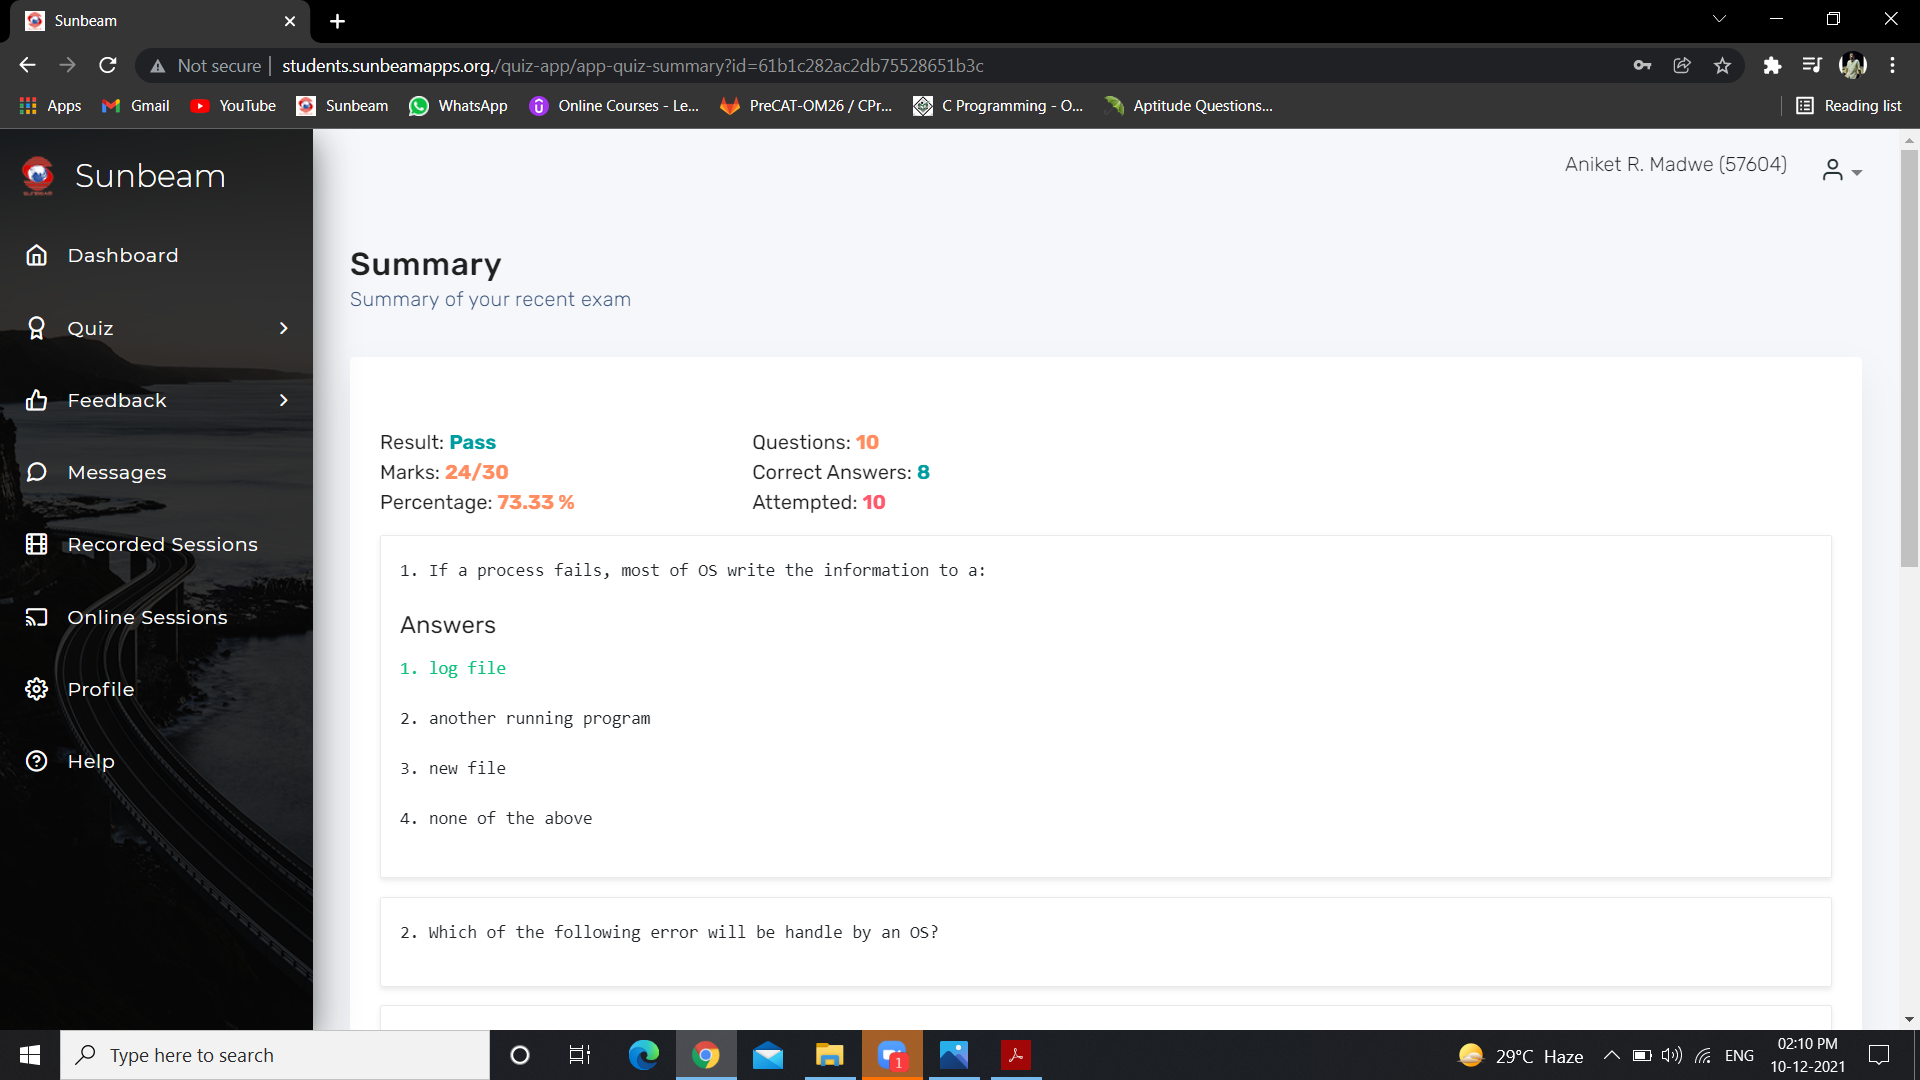 Sunbeam
Not secure
students.sunbeamapps.org./quiz-app/app-quiz-summary?id=61b1c282ac2db75528651b3c
Apps
Gmail
YouTube
Sunbeam
WhatsApp
Online Courses - Le...
PreCAT-OM26 / CPr...
C Programming - O...
Aptitude Questions...
Reading list
Sunbeam
Aniket R. Madwe (57604)
Dashboard
Quiz
Feedback
Messages
Recorded Sessions
Online Sessions
Profile
Help
Summary
Summary of your recent exam
Result: Pass
Marks: 24/30
Percentage: 73.33 %
Questions: 10
Correct Answers: 8
Attempted: 10
1. If a process fails, most of OS write the information to a:
Answers
1. log file
2. another running program
3. new file
4. none of the above
2. Which of the following error will be handle by an OS?
Type here to search
1
29°C Haze
ENG
02:10 PM
10-12-2021